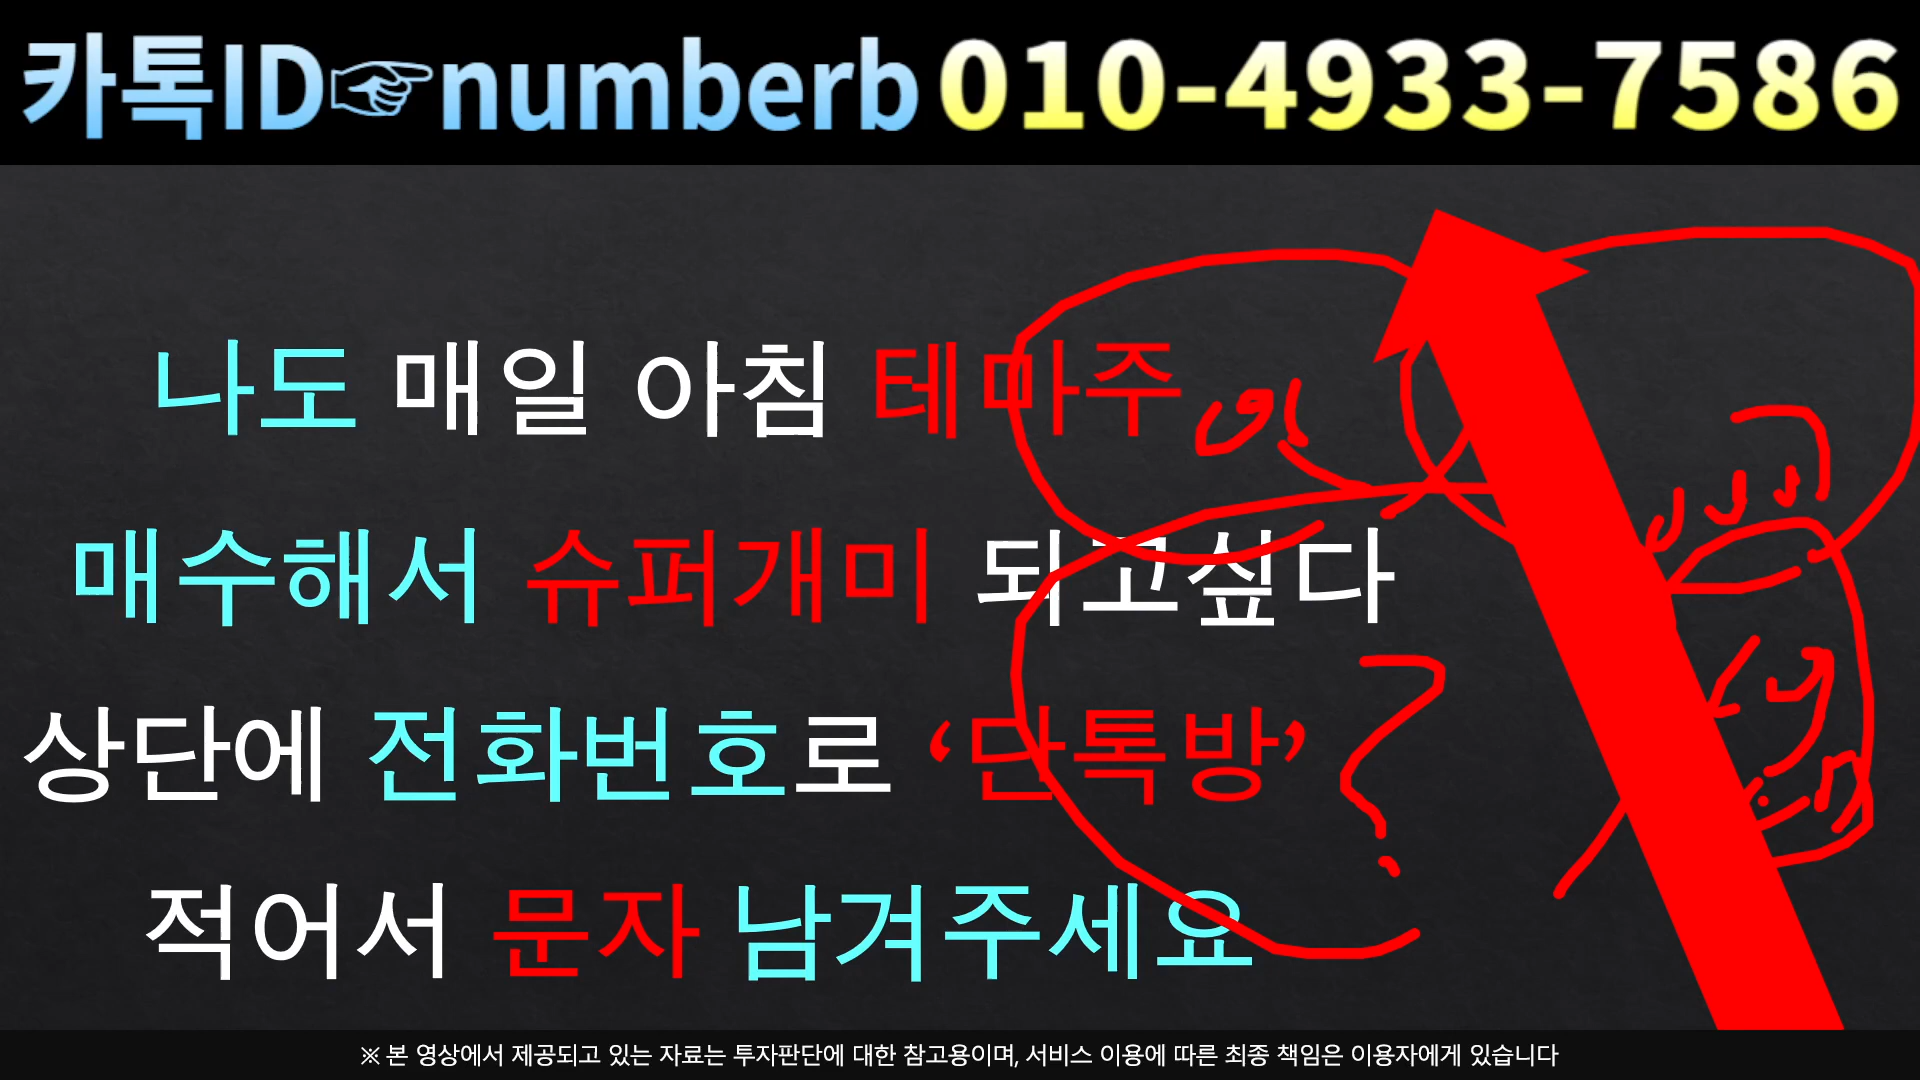 카톡ID☞numberb 010-4933-7586
나도 매일 아침 테마주
매수해서 슈퍼개미 되고싶다
상단에 전화번호로 ‘단톡방’
적어서 문자 남겨주세요
※ 본 영상에서 제공되고 있는 자료는 투자판단에 대한 참고용이며, 서비스 이용에 따른 최종 책임은 이용자에게 있습니다